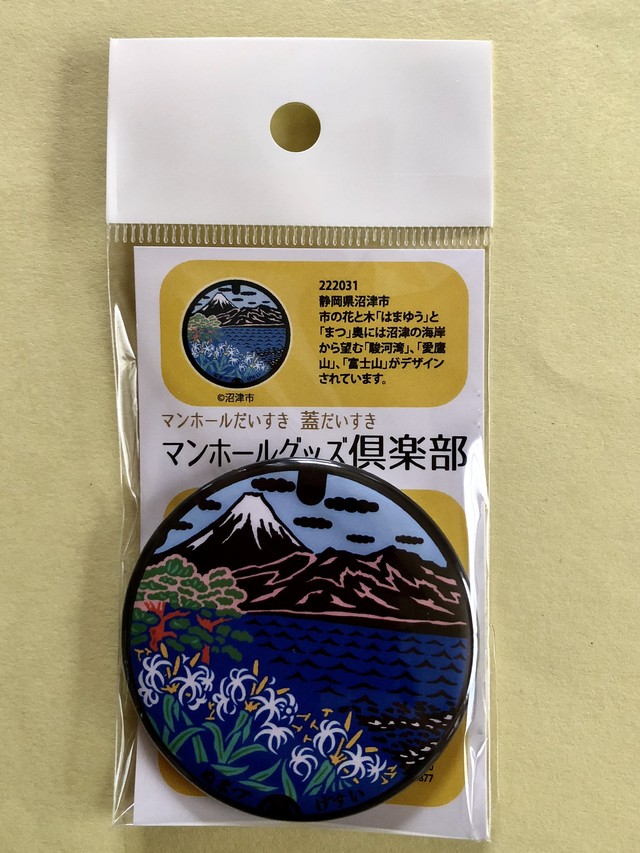 222031
静岡県沼津市
市の花と木「はまゆう」と
「まつ」奥には沼津の海岸
から望む「駿河湾」、「愛鷹
山」、「富士山」がデザイン
されています。
©沼津市
マンホールだいすき 蓋だいすき
マンホールグッズ倶楽部
げすい